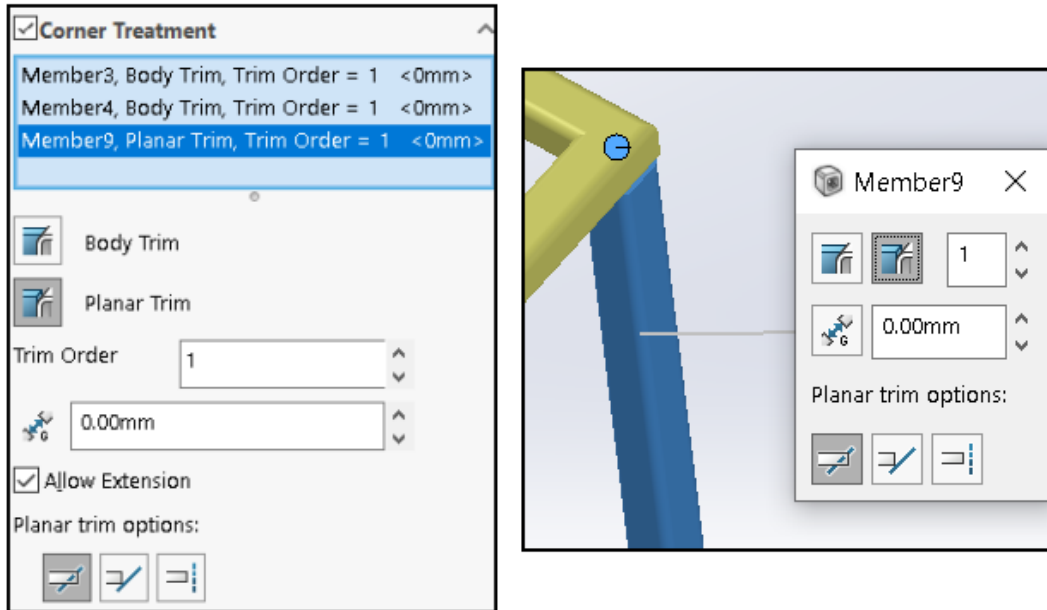 Corner Treatment
Member3, Body Trim, Trim Order = 1 <0mm>
Member4, Body Trim, Trim Order = 1 <0mm>
Member9, Planar Trim, Trim Order = 1 <0mm>
Body Trim
Planar Trim
Trim Order 1
G 0.00mm
Allow Extension
Planar trim options:
Member9
1
G 0.00mm
Planar trim options: